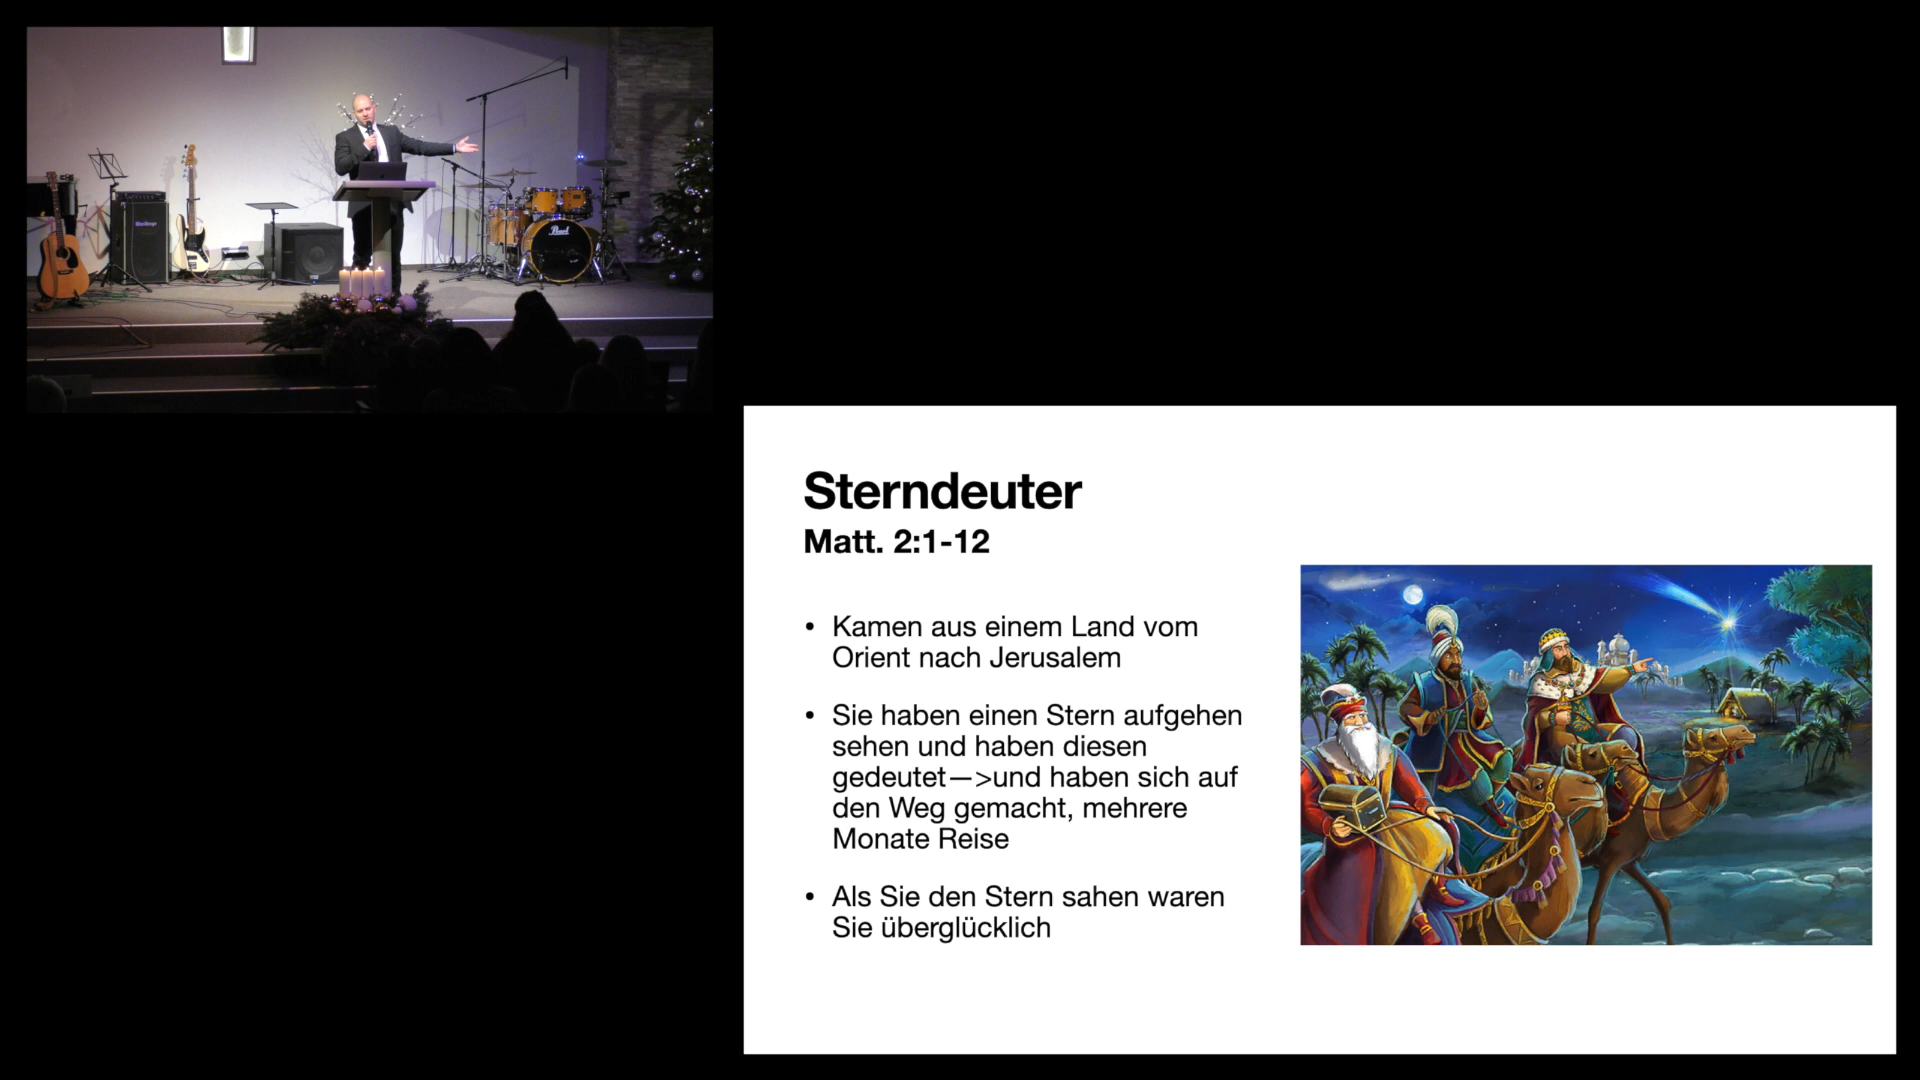 Pearl
Sterndeuter
Matt. 2:1-12
• Kamen aus einem Land vom
Orient nach Jerusalem
• Sie haben einen Stern aufgehen
sehen und haben diesen
gedeutet—>und haben sich auf
den Weg gemacht, mehrere
Monate Reise
• Als Sie den Stern sahen waren
Sie überglücklich